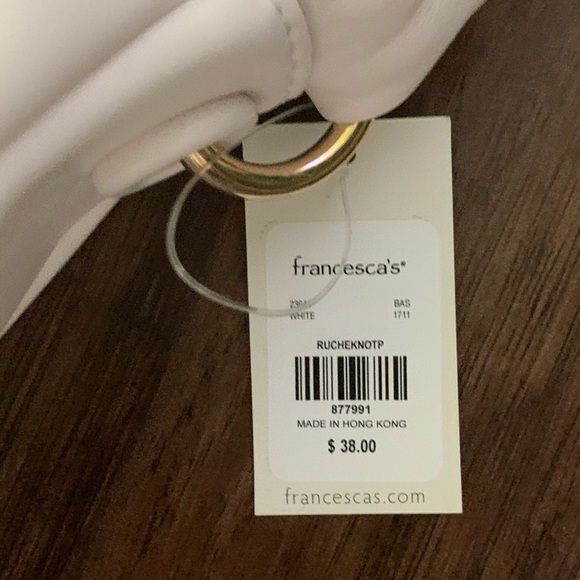 francesca's®
BAS
WHITE 1711
RUCHEKNOTP
877991
MADE IN HONG KONG
$ 38.00
francescas.com